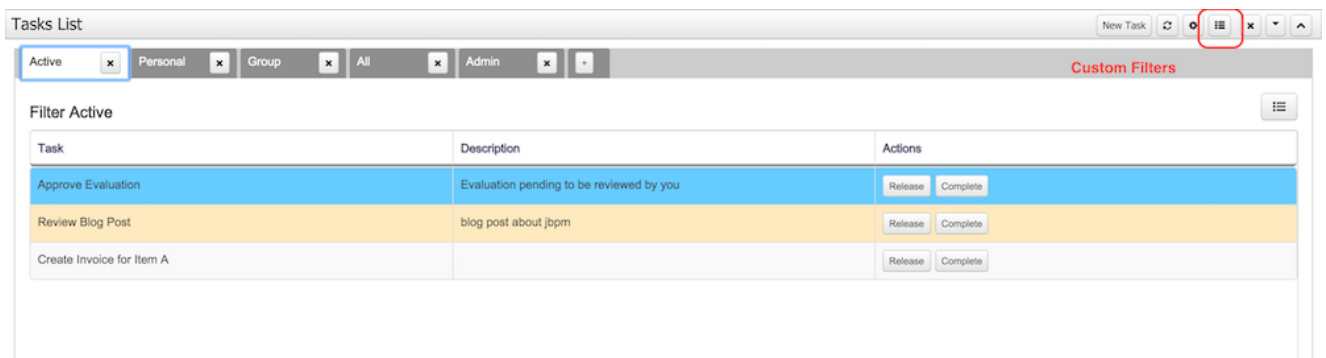 Tasks List New Task
Active Personal Group All Admin +
Custom Filters
Filter Active
Task Description Actions
Approve Evaluation Evaluation pending to be reviewed by you Release Complete
Review Blog Post blog post about jbpm Release Complete
Create Invoice for Item A Release Complete